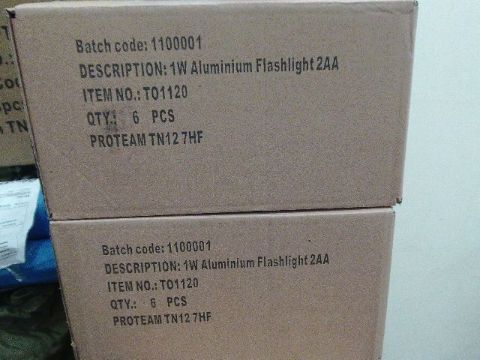 Batch code: 1100001
DESCRIPTION: 1W Aluminium Flashlight 2AA
ITEM NO.: TO1120
QTY.: 6 PCS
PROTEAM TN12 7HF
Batch code: 1100001
DESCRIPTION: 1W Aluminium Flashlight 2AA
ITEM NO.: TO1120
QTY.: 6 PCS
PROTEAM TN12 7HF